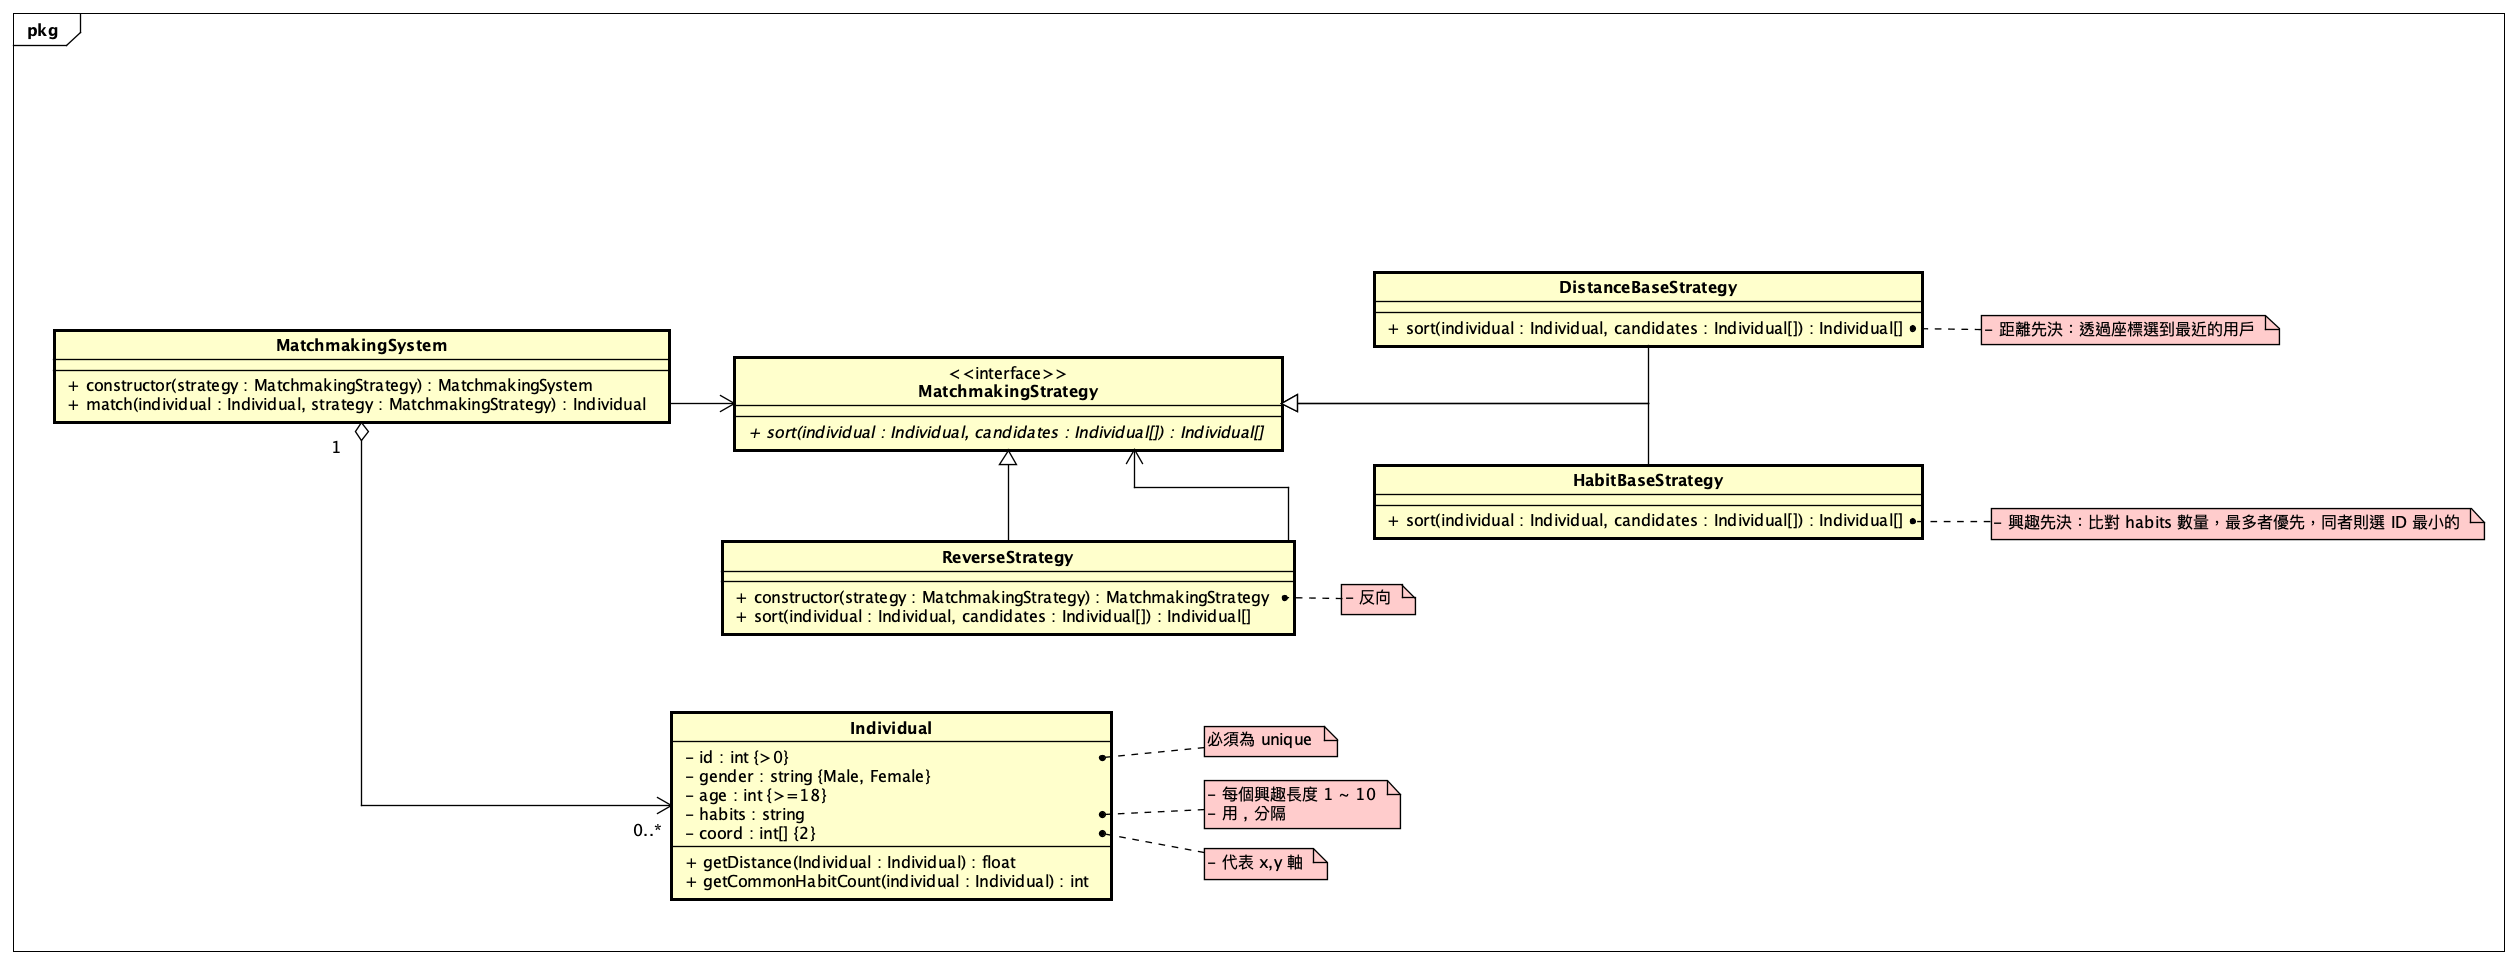 pkg
MatchmakingSystem
+ constructor(strategy : MatchmakingStrategy) : MatchmakingSystem
+ match(individual : Individual, strategy : MatchmakingStrategy) : Individual
1
0..*
<<interface>>
MatchmakingStrategy
+ sort(individual : Individual, candidates : Individual[]) : Individual[]
DistanceBaseStrategy
+ sort(individual : Individual, candidates : Individual[]) : Individual[]
- 距離先決：透過座標選到最近的用戶
HabitBaseStrategy
+ sort(individual : Individual, candidates : Individual[]) : Individual[]
- 興趣先決：比對 habits 數量，最多者優先，同者則選 ID 最小的
ReverseStrategy
+ constructor(strategy : MatchmakingStrategy) : MatchmakingStrategy
+ sort(individual : Individual, candidates : Individual[]) : Individual[]
- 反向
Individual
- id : int {>0}
- gender : string {Male, Female}
- age : int {>=18}
- habits : string
- coord : int[] {2}
+ getDistance(Individual : Individual) : float
+ getCommonHabitCount(individual : Individual) : int
必須為 unique
- 每個興趣長度 1 ~ 10
- 用 , 分隔
- 代表 x,y 軸